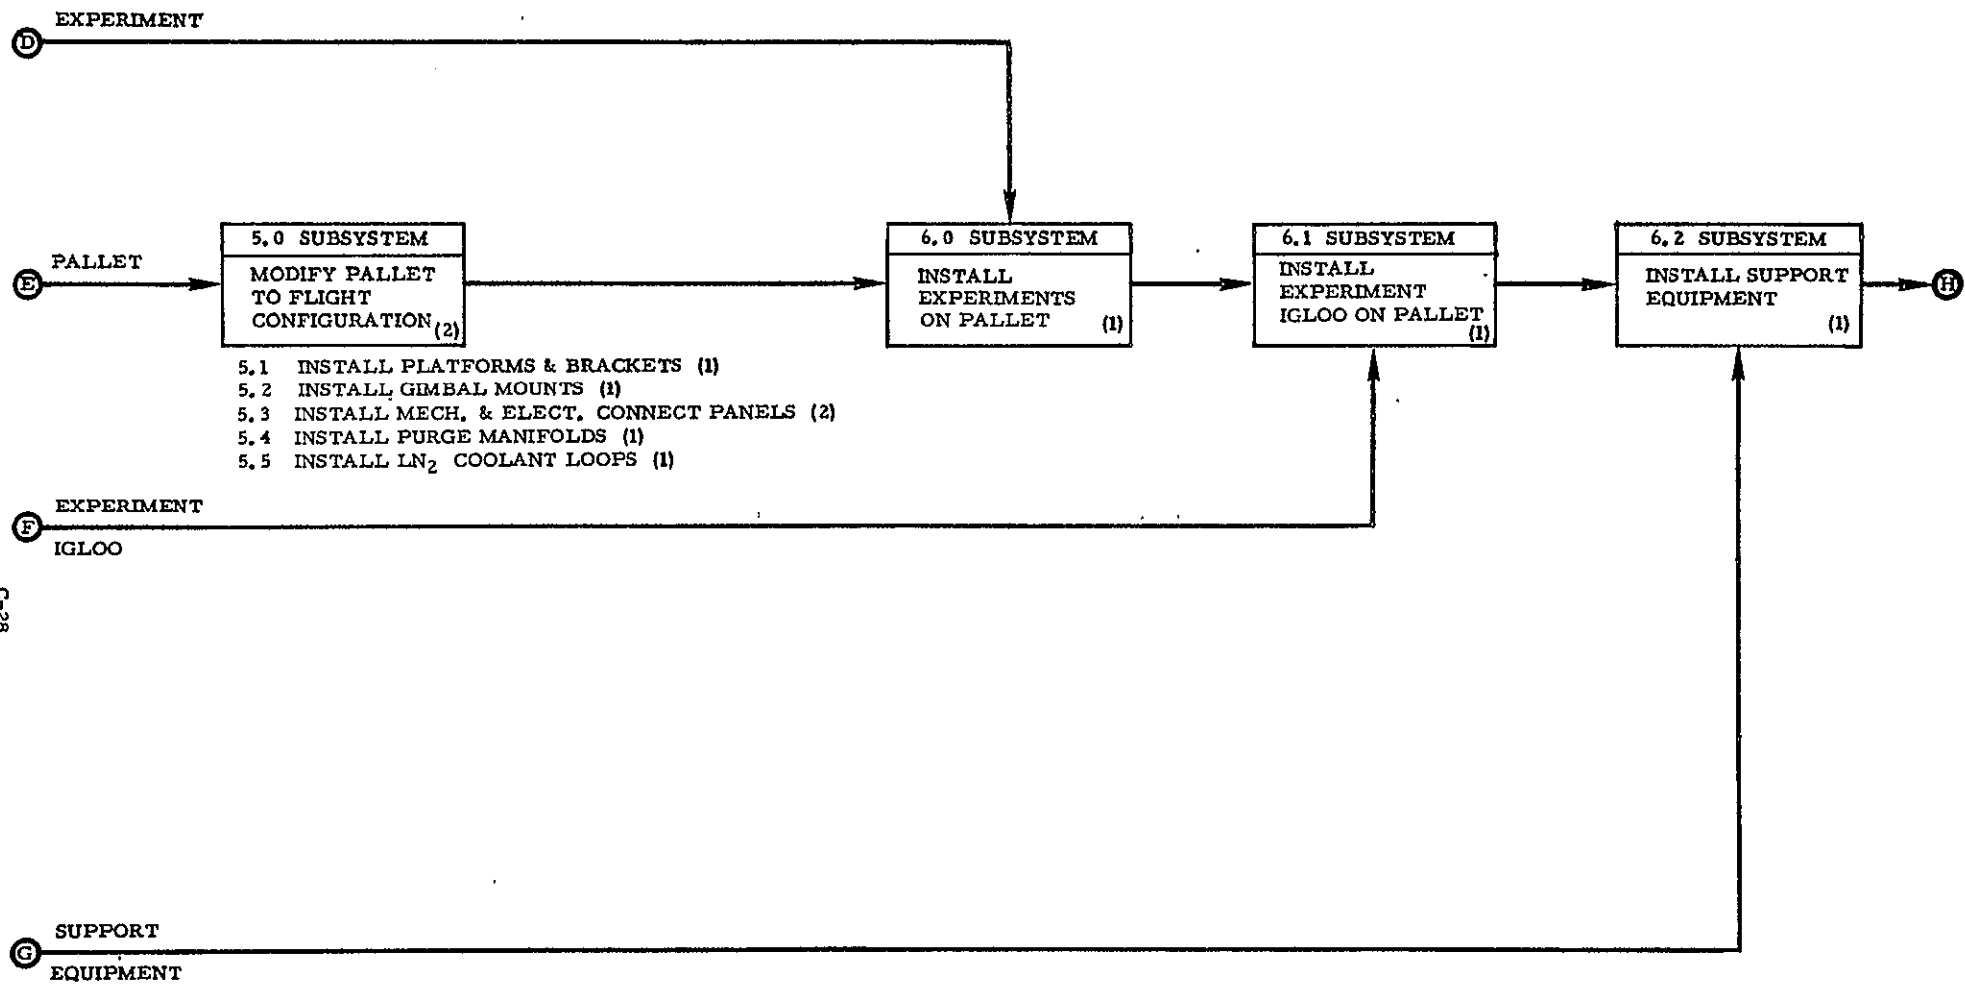 EXPERIMENT
D
PALLET
E
5.0 SUBSYSTEM
MODIFY PALLET
TO FLIGHT
CONFIGURATION (2)
5.1 INSTALL PLATFORMS & BRACKETS (1)
5.2 INSTALL GIMBAL MOUNTS (1)
5.3 INSTALL MECH. & ELECT. CONNECT PANELS (2)
5.4 INSTALL PURGE MANIFOLDS (1)
5.5 INSTALL LN₂ COOLANT LOOPS (1)
6.0 SUBSYSTEM
INSTALL
EXPERIMENTS
ON PALLET (1)
6.1 SUBSYSTEM
INSTALL
EXPERIMENT
IGLOO ON PALLET
(1)
6.2 SUBSYSTEM
INSTALL SUPPORT
EQUIPMENT
(1)
H
EXPERIMENT
F
IGLOO
C-28
SUPPORT
G
EQUIPMENT